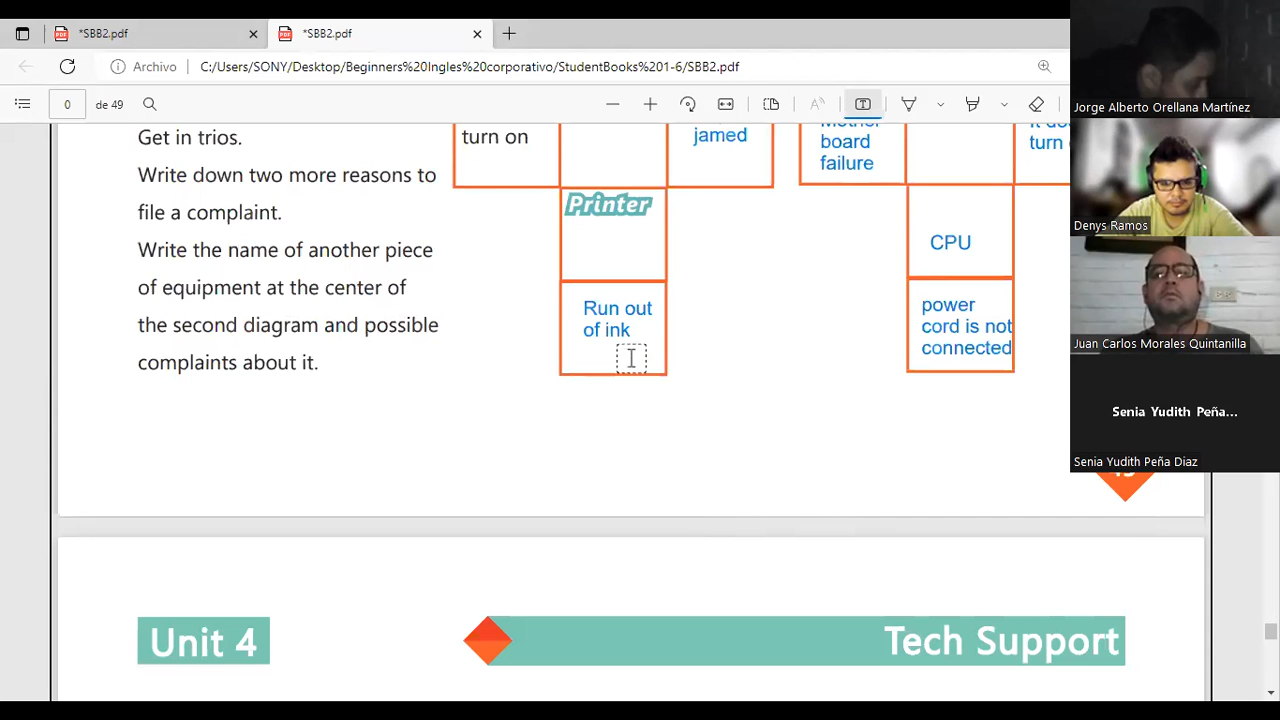 *SBB2.pdf
*SBB2.pdf
Archivo
C:/Users/SONY/Desktop/Beginners%20Ingles%20corporativo/StudentBooks%201-6/SBB2.pdf
0 de 49
Get in trios.
Write down two more reasons to
file a complaint.
Write the name of another piece
of equipment at the center of
the second diagram and possible
complaints about it.
turn on
jamed
Printer
Run out
of ink
board
failure
turn
CPU
power
cord is not
connected
Unit 4
Tech Support
Jorge Alberto Orellana Martínez
Denys Ramos
Juan Carlos Morales Quintanilla
Senia Yudith Peña...
Senia Yudith Peña Diaz